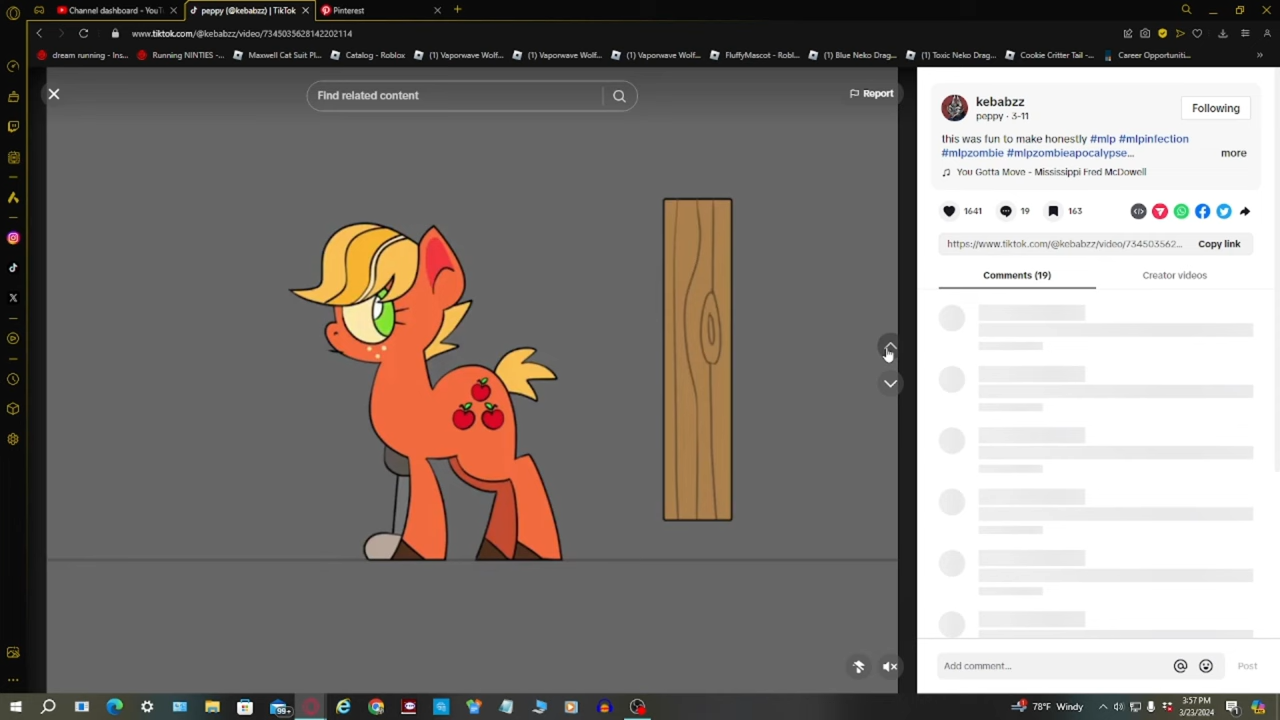 Channel dashboard - YouT
peppy (@kebabzz) | TikTok
Pinterest
www.tiktok.com/@kebabzz/video/7345035628142202114
dream running - Ins...
Running NINTIES -...
Maxwell Cat Suit Pl...
Catalog - Roblox
(1) Vaporwave Wolf...
(1) Vaporwave Wolf...
(1) Vaporwave Wolf...
FluffyMascot - Robl...
(1) Blue Neko Drag...
(1) Toxic Neko Drag...
Cookie Critter Tail -...
Career Opportuniti...
Find related content
Report
kebabzz
peppy · 3-11
Following
this was fun to make honestly #mlp #mlpinfection
#mlpzombie #mlpzombieapocalypse...
more
You Gotta Move - Mississippi Fred McDowell
1641
19
163
https://www.tiktok.com/@kebabzz/video/734503562...
Copy link
Comments (19)
Creator videos
Add comment...
Post
99+
78°F Windy
3:57 PM
3/23/2024